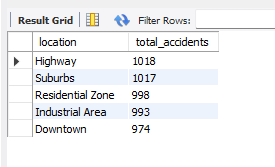 Result Grid Filter Rows:
location total_accidents
Highway 1018
Suburbs 1017
Residential Zone 998
Industrial Area 993
Downtown 974